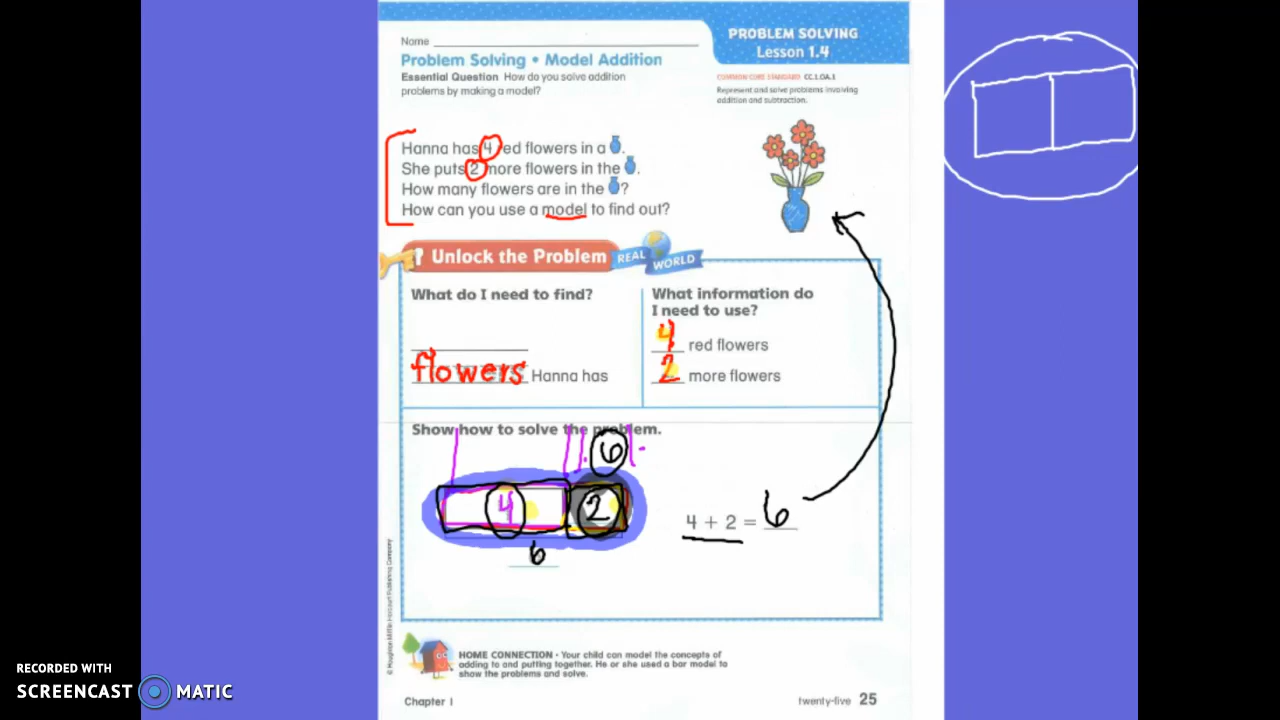 PROBLEM SOLVING
Lesson 1.4
Name
Problem Solving • Model Addition
Essential Question How do you solve addition
problems by making a model?
COMMON CORE STANDARD CC.1.OA.1
Represent and solve problems involving
addition and subtraction.
Hanna has 4 red flowers in a .
She puts 2 more flowers in the .
How many flowers are in the ?
How can you use a model to find out?
Unlock the Problem
REAL
WORLD
What do I need to find?
flowers Hanna has
What information do
I need to use?
4 red flowers
2 more flowers
Show how to solve the problem.
6
4 2
6
4 + 2 = 6
© Houghton Mifflin Harcourt Publishing Company
HOME CONNECTION • Your child can model the concepts of
adding to and putting together. He or she used a bar model to
show the problems and solve.
Chapter 1
twenty-five 25
RECORDED WITH
SCREENCAST MATIC